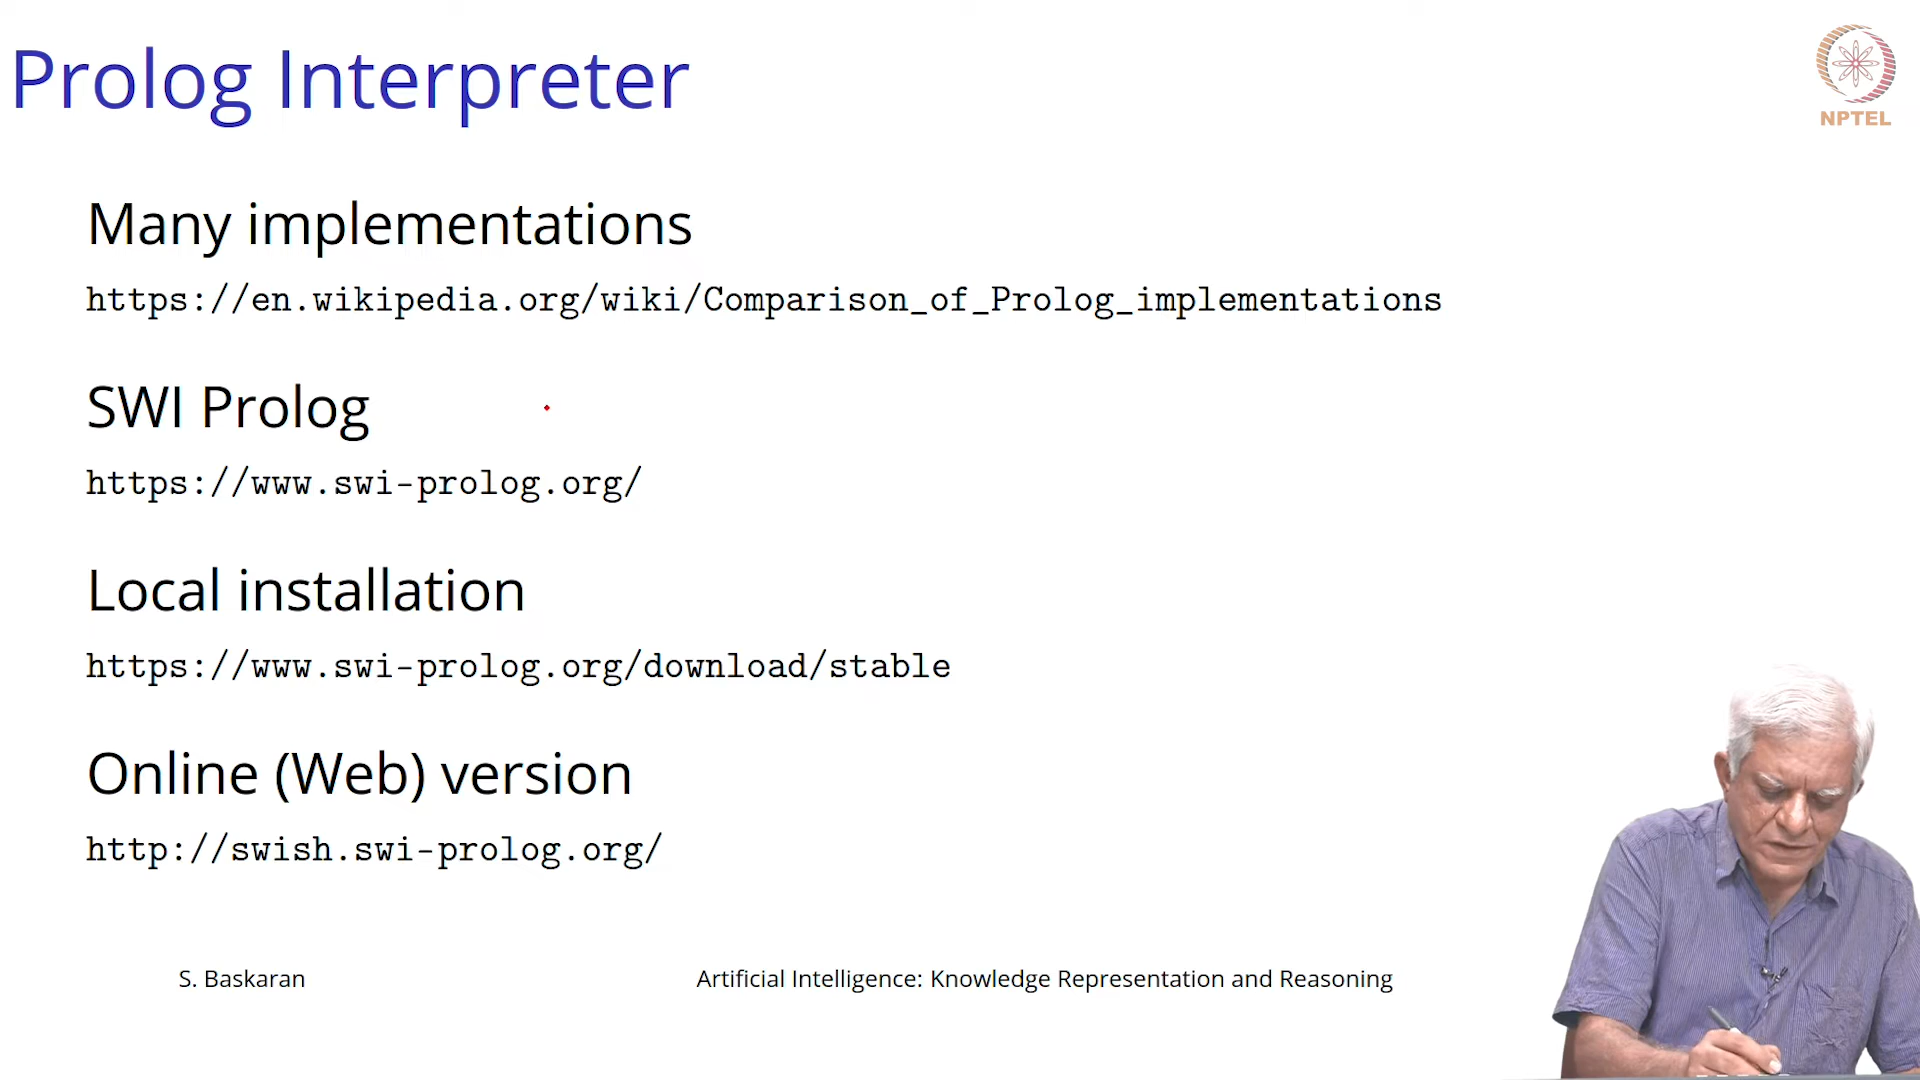 Prolog Interpreter
NPTEL
Many implementations
https://en.wikipedia.org/wiki/Comparison_of_Prolog_implementations
SWI Prolog
https://www.swi-prolog.org/
Local installation
https://www.swi-prolog.org/download/stable
Online (Web) version
http://swish.swi-prolog.org/
S. Baskaran
Artificial Intelligence: Knowledge Representation and Reasoning